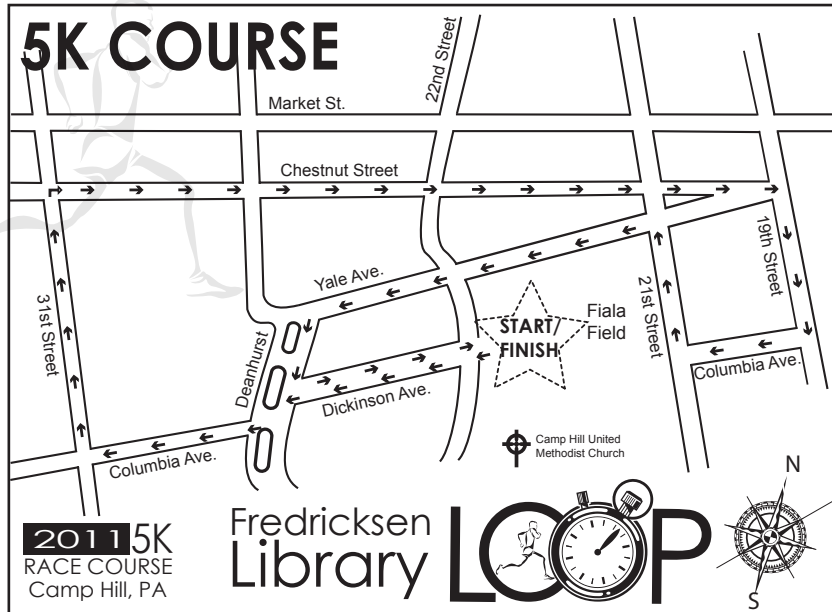 5K COURSE
22nd Street
Market St.
Chestnut Street
Yale Ave.
19th Street
31st Street
Deanhurst
START/
FINISH
Fiala
Field
21st Street
Columbia Ave.
Dickinson Ave.
Columbia Ave.
Camp Hill United
Methodist Church
N
2011 5K
RACE COURSE
Camp Hill, PA
Fredricksen
Library
LOOP
S